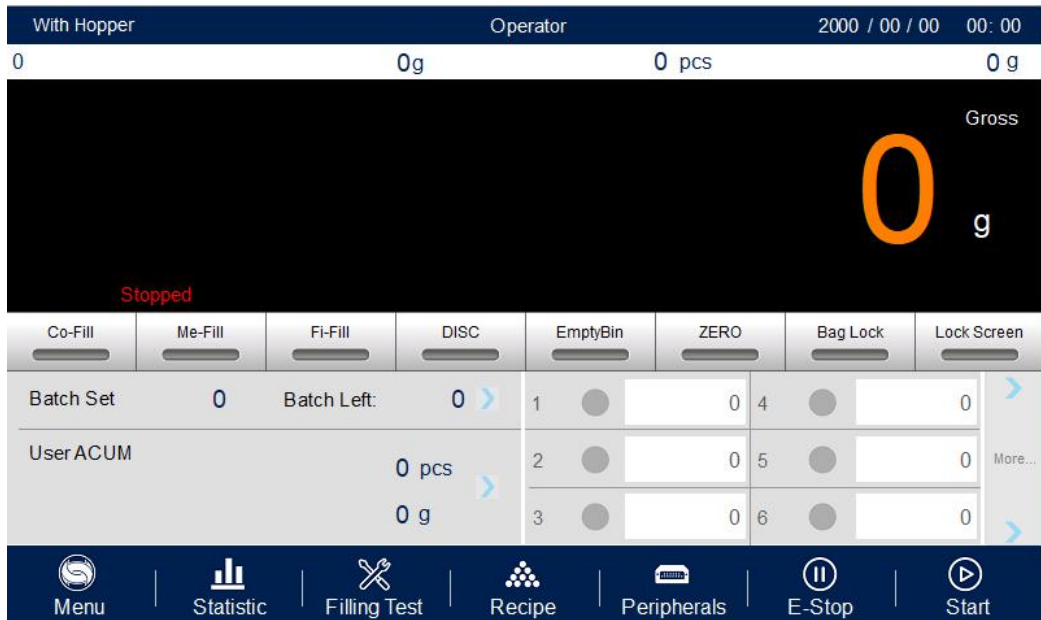 With Hopper Operator 2000 / 00 / 00 00: 00
0 0g 0 pcs 0 g
Gross
0 g
Stopped
Co-Fill Me-Fill Fi-Fill DISC EmptyBin ZERO Bag Lock Lock Screen
Batch Set 0 Batch Left: 0 1 0 4 0
User ACUM 0 pcs 2 0 5 0 More...
0 g 3 0 6 0
Menu Statistic Filling Test Recipe Peripherals E-Stop Start